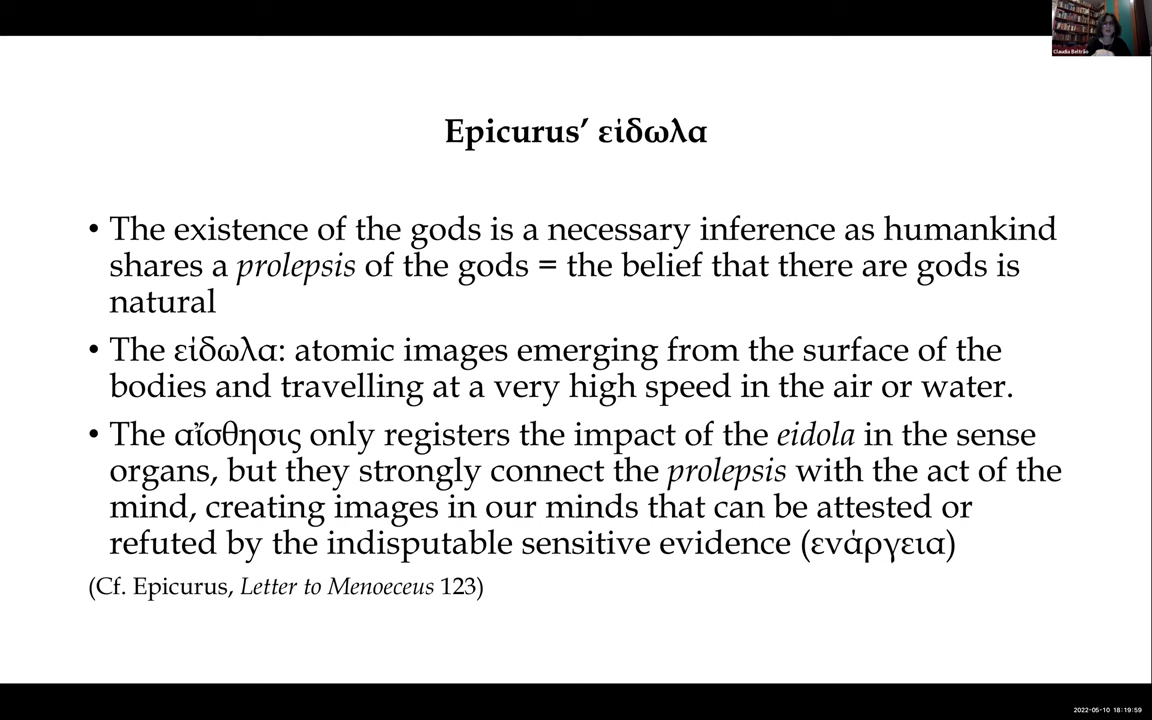 Claudia Beltrão
Epicurus’ είδωλα
• The existence of the gods is a necessary inference as humankind
shares a prolepsis of the gods = the belief that there are gods is
natural
• The είδωλα: atomic images emerging from the surface of the
bodies and travelling at a very high speed in the air or water.
• The αἴσθησις only registers the impact of the eidola in the sense
organs, but they strongly connect the prolepsis with the act of the
mind, creating images in our minds that can be attested or
refuted by the indisputable sensitive evidence (ενάργεια)
(Cf. Epicurus, Letter to Menoeceus 123)
2022-05-10 18:19:59